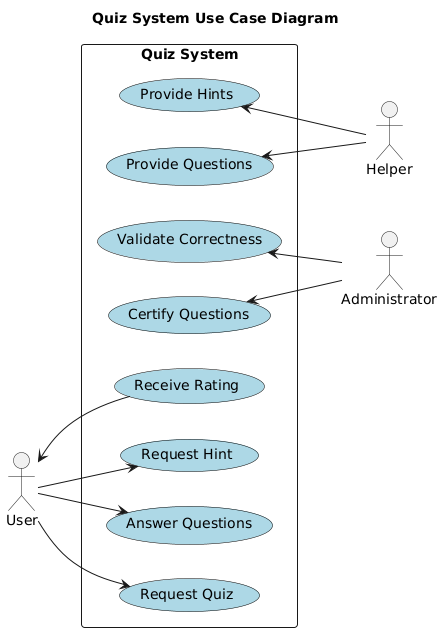 Quiz System Use Case Diagram
Quiz System
Provide Hints
Provide Questions
Helper
Validate Correctness
Certify Questions
Administrator
Receive Rating
Request Hint
Answer Questions
User
Request Quiz